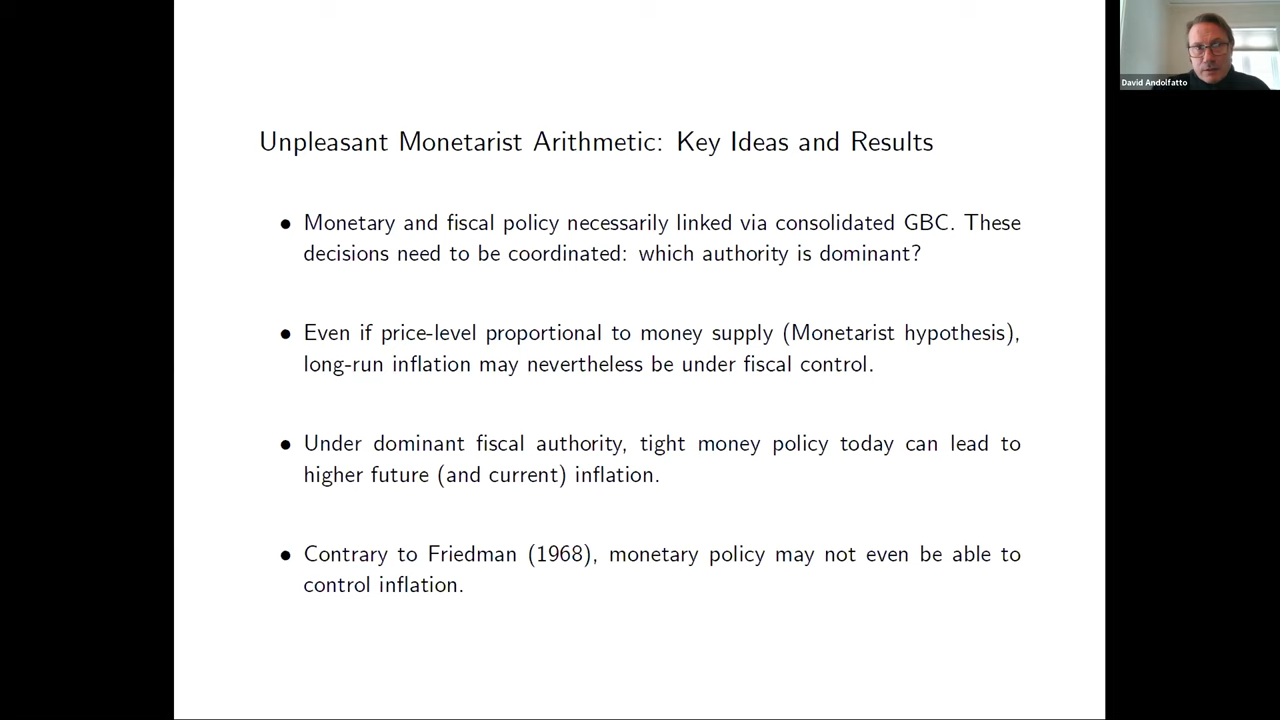 David Andolfatto
Unpleasant Monetarist Arithmetic: Key Ideas and Results
• Monetary and fiscal policy necessarily linked via consolidated GBC. These
decisions need to be coordinated: which authority is dominant?
• Even if price-level proportional to money supply (Monetarist hypothesis),
long-run inflation may nevertheless be under fiscal control.
• Under dominant fiscal authority, tight money policy today can lead to
higher future (and current) inflation.
• Contrary to Friedman (1968), monetary policy may not even be able to
control inflation.